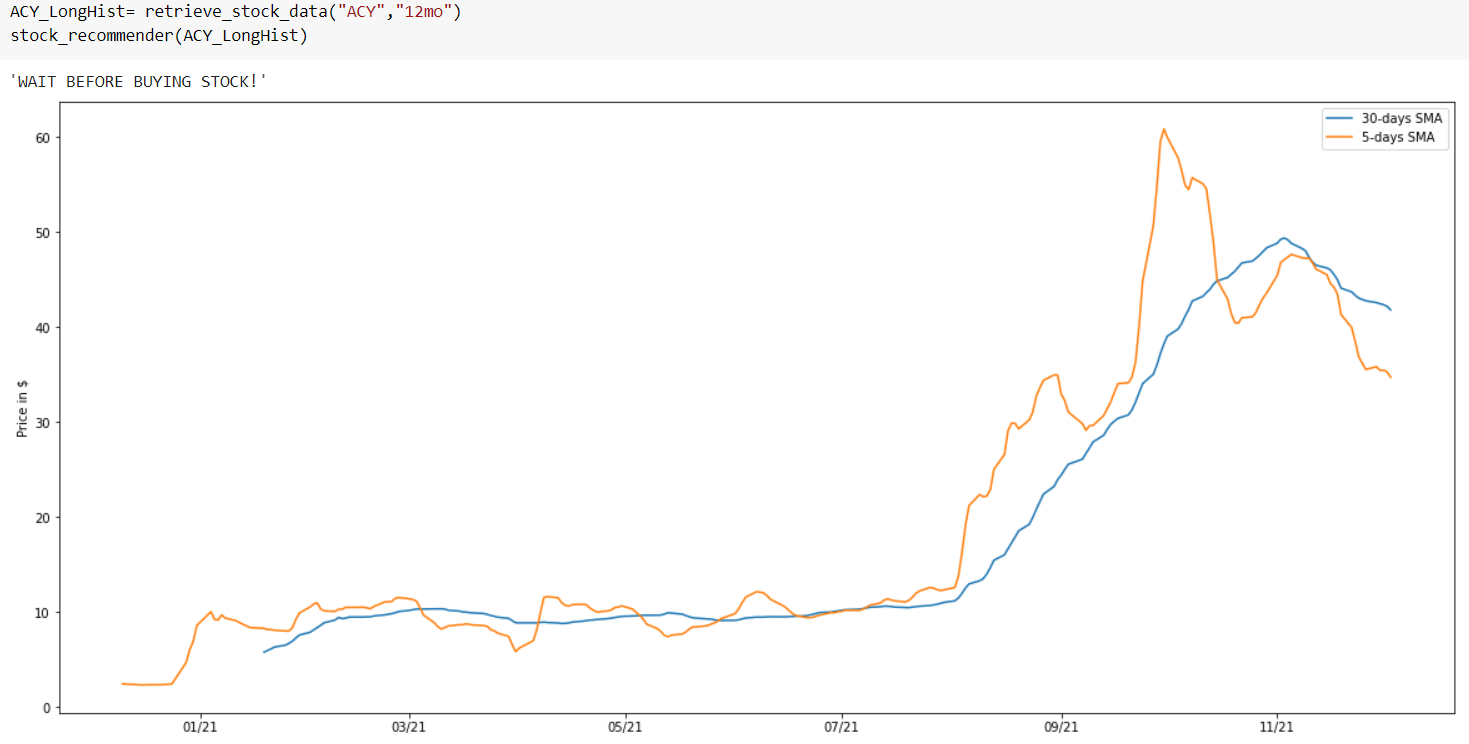 ACY_LongHist= retrieve_stock_data("ACY","12mo")
stock_recommender(ACY_LongHist)
'WAIT BEFORE BUYING STOCK!'
30-days SMA
5-days SMA
60
50
40
30
20
10
0
Price in $
01/21 03/21 05/21 07/21 09/21 11/21